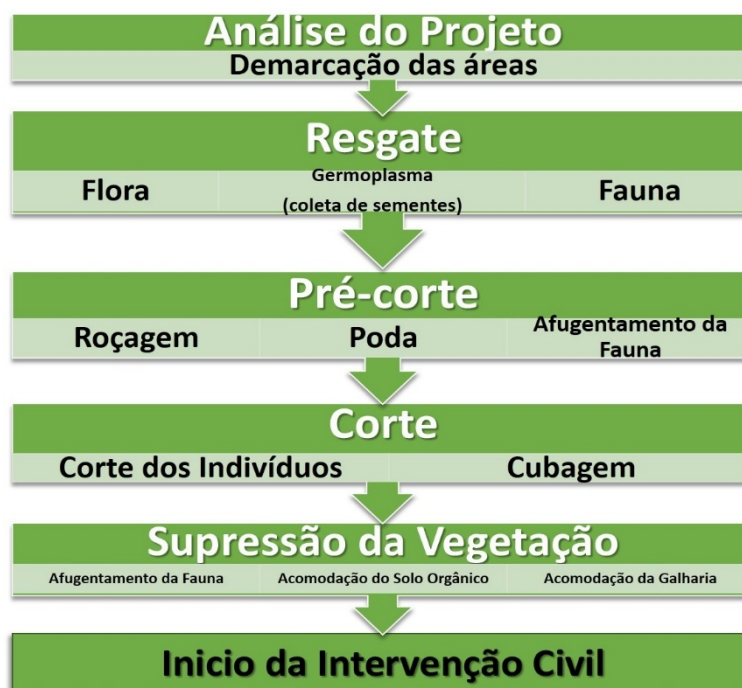 Análise do Projeto
Demarcação das áreas
Resgate
Flora
Germoplasma
(coleta de sementes)
Fauna
Pré-corte
Roçagem
Poda
Afugentamento da
Fauna
Corte
Corte dos Indivíduos
Cubagem
Supressão da Vegetação
Afugentamento da Fauna
Acomodação do Solo Orgânico
Acomodação da Galharia
Inicio da Intervenção Civil